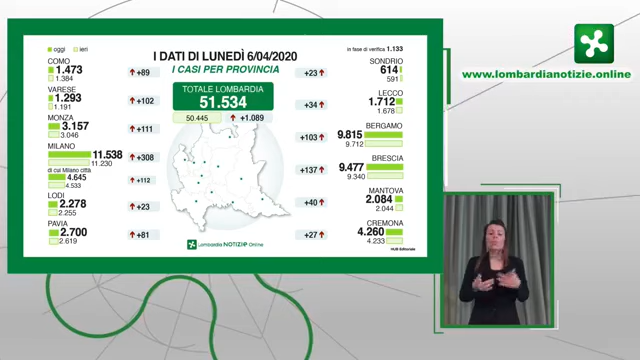 oggi ieri
I DATI DI LUNEDÌ 6/04/2020
in fase di verifica 1.133
I CASI PER PROVINCIA
TOTALE LOMBARDIA
51.534
50.445 +1.089
COMO
1.473
1.384
+89
VARESE
1.293
1.191
+102
MONZA
3.157
3.046
+111
MILANO
11.538
11.230
+308
di cui Milano città
4.645
4.533
+112
LODI
2.278
2.255
+23
PAVIA
2.700
2.619
+81
SONDRIO
+23
614
591
LECCO
+34
1.712
1.678
BERGAMO
+103
9.815
9.712
BRESCIA
+137
9.477
9.340
MANTOVA
+40
2.084
2.044
CREMONA
+27
4.260
4.233
Lombardia NOTIZIE Online
HUB Editoriale
www.lombardianotizie.online